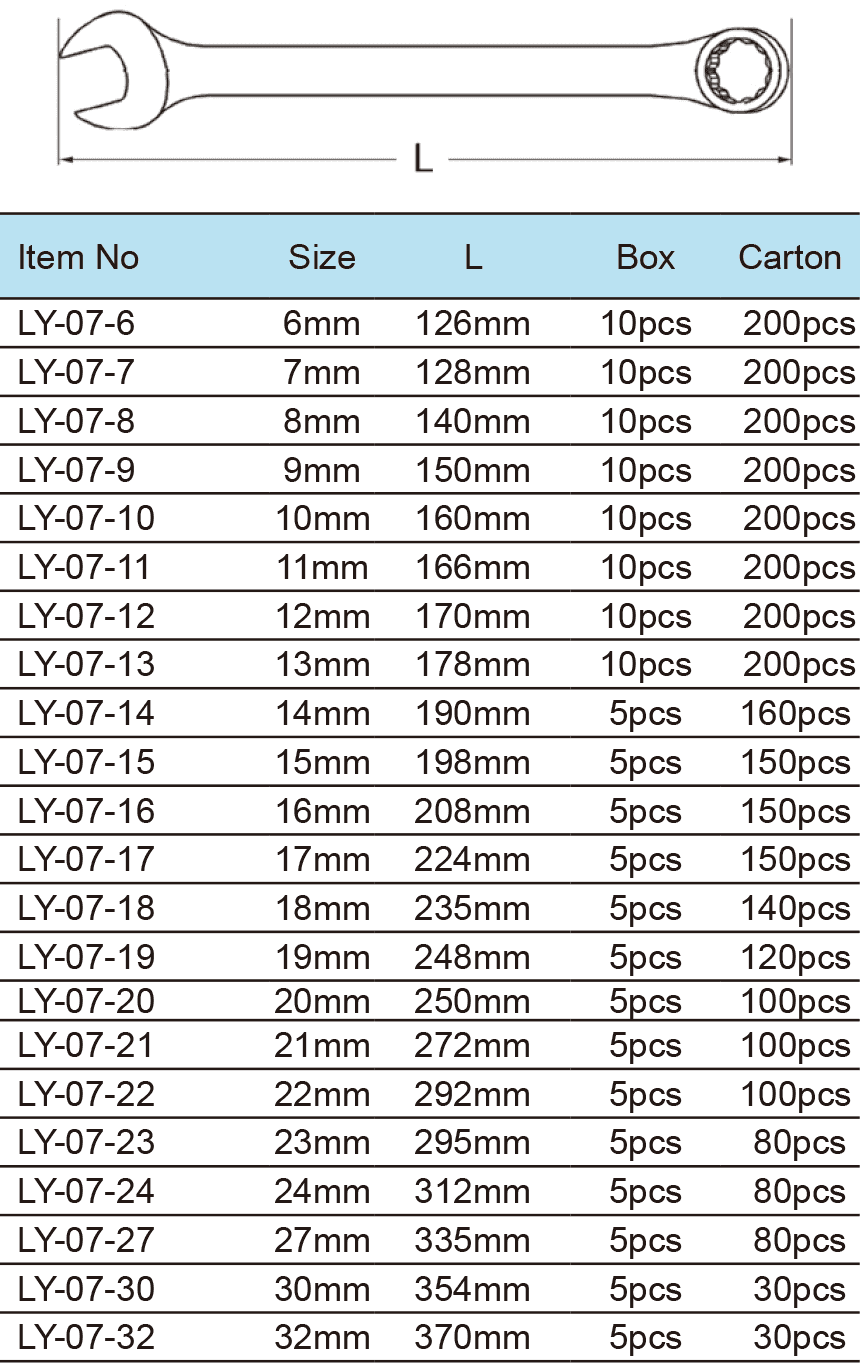 L
Item No Size L Box Carton
LY-07-6 6mm 126mm 10pcs 200pcs
LY-07-7 7mm 128mm 10pcs 200pcs
LY-07-8 8mm 140mm 10pcs 200pcs
LY-07-9 9mm 150mm 10pcs 200pcs
LY-07-10 10mm 160mm 10pcs 200pcs
LY-07-11 11mm 166mm 10pcs 200pcs
LY-07-12 12mm 170mm 10pcs 200pcs
LY-07-13 13mm 178mm 10pcs 200pcs
LY-07-14 14mm 190mm 5pcs 160pcs
LY-07-15 15mm 198mm 5pcs 150pcs
LY-07-16 16mm 208mm 5pcs 150pcs
LY-07-17 17mm 224mm 5pcs 150pcs
LY-07-18 18mm 235mm 5pcs 140pcs
LY-07-19 19mm 248mm 5pcs 120pcs
LY-07-20 20mm 250mm 5pcs 100pcs
LY-07-21 21mm 272mm 5pcs 100pcs
LY-07-22 22mm 292mm 5pcs 100pcs
LY-07-23 23mm 295mm 5pcs 80pcs
LY-07-24 24mm 312mm 5pcs 80pcs
LY-07-27 27mm 335mm 5pcs 80pcs
LY-07-30 30mm 354mm 5pcs 30pcs
LY-07-32 32mm 370mm 5pcs 30pcs